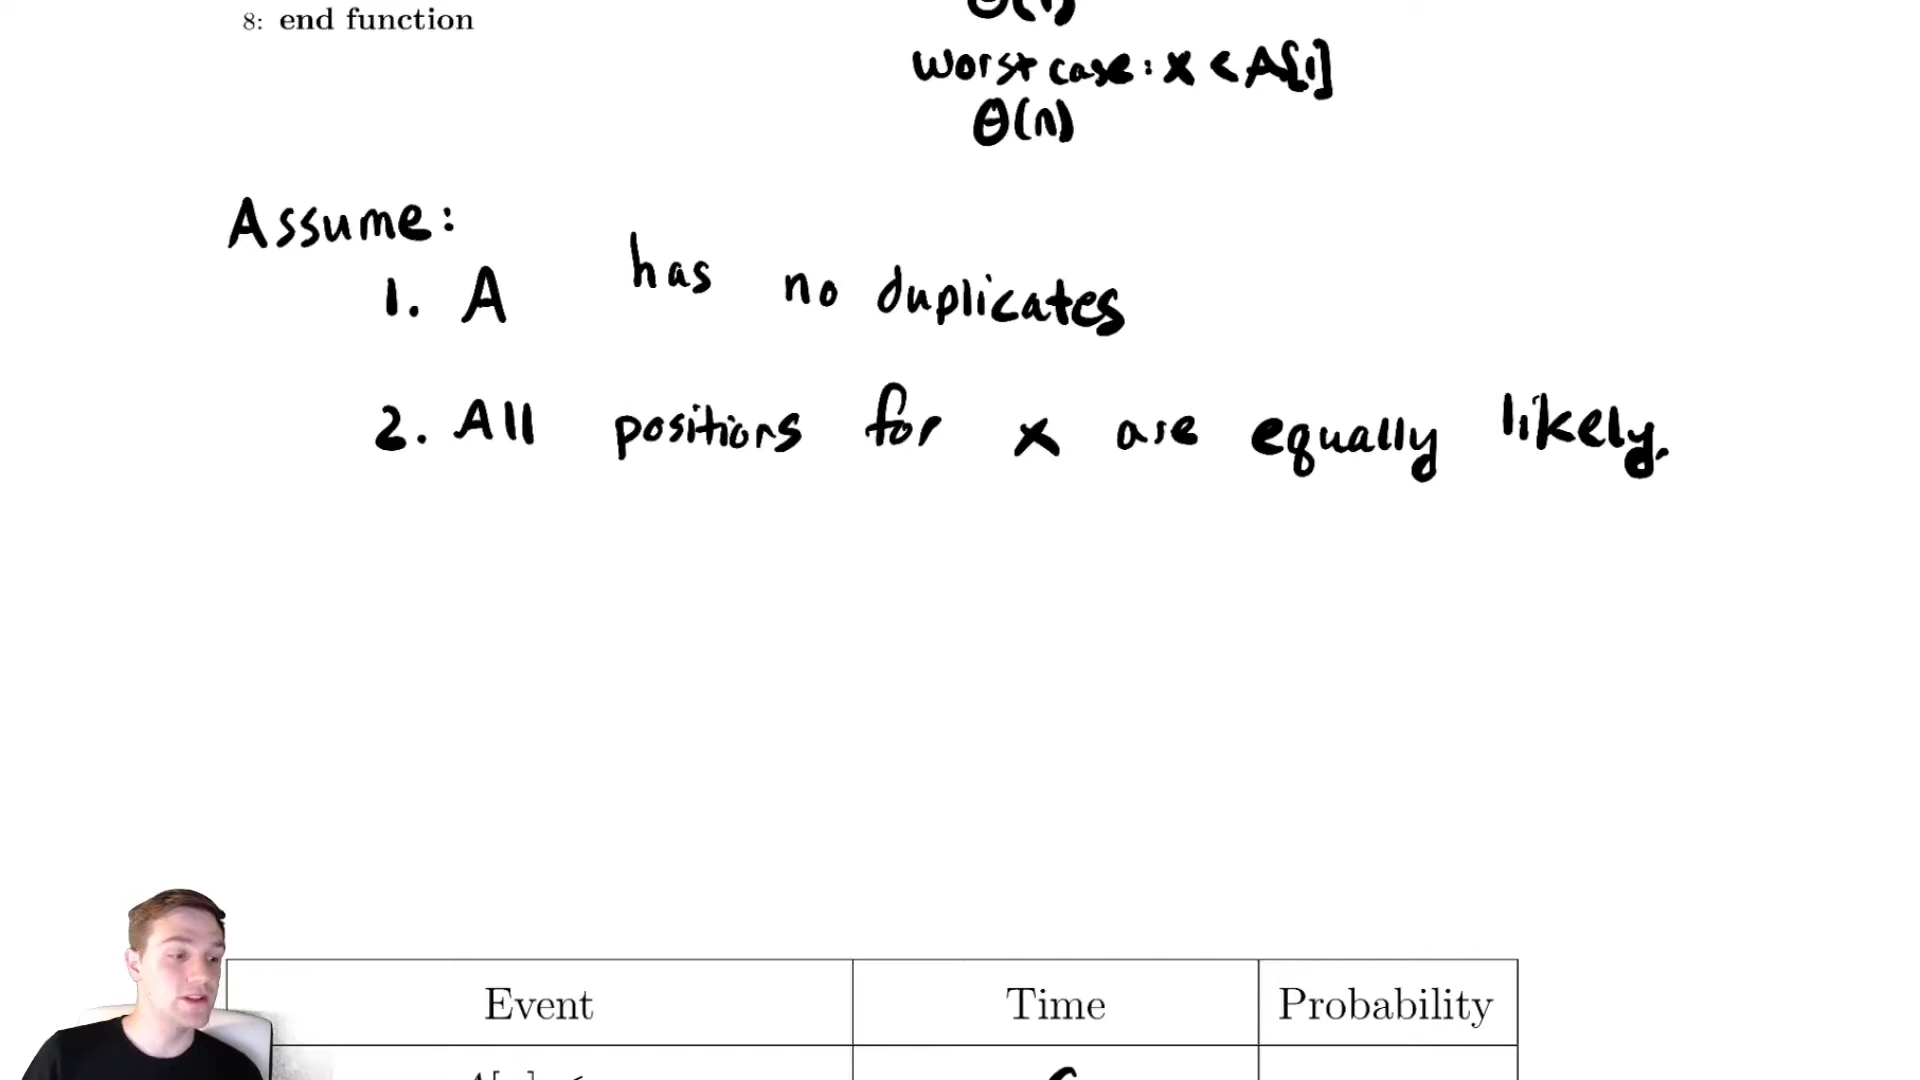 Θ(1)
8: end function
worst case: x < A[1]
Θ(n)
Assume:
1. A has no duplicates
2. All positions for x are equally likely.
Event Time Probability